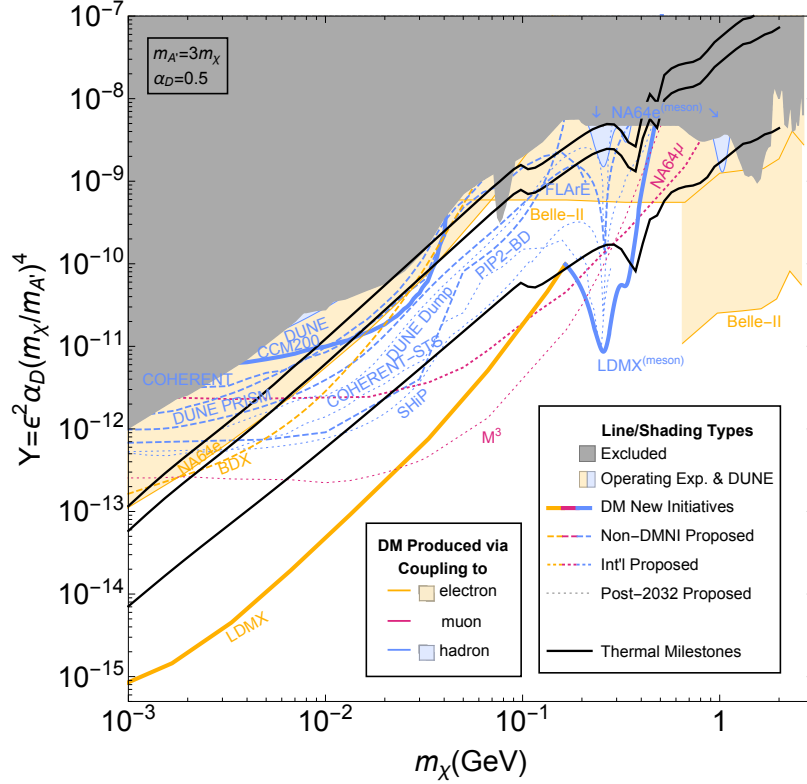 10⁻⁷
10⁻⁸
10⁻⁹
10⁻¹⁰
10⁻¹¹
10⁻¹²
10⁻¹³
10⁻¹⁴
10⁻¹⁵
Y=ϵ²α_D(m_χ/m_A')⁴
m_A'=3m_χ
α_D=0.5
↓ NA64e^(meson) ↘
NA64μ
FLArE
Belle-II
PIP2-BD
DUNE
CCM200
DUNE Dump
COHERENT
COHERENT-STS
DUNE PRISM
SHiP
NA64e
BDX
M³
LDMX^(meson)
Belle-II
LDMX
Line/Shading Types
Excluded
Operating Exp. & DUNE
DM New Initiatives
Non-DMNI Proposed
Int'l Proposed
Post-2032 Proposed
Thermal Milestones
DM Produced via
Coupling to
electron
muon
hadron
10⁻³
10⁻²
10⁻¹
1
m_χ(GeV)